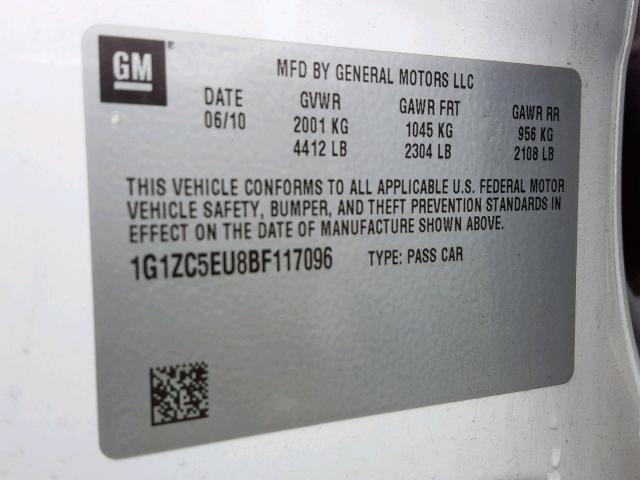 GM
MFD BY GENERAL MOTORS LLC
DATE GVWR GAWR FRT GAWR RR
06/10 2001 KG 1045 KG 956 KG
4412 LB 2304 LB 2108 LB
THIS VEHICLE CONFORMS TO ALL APPLICABLE U.S. FEDERAL MOTOR
VEHICLE SAFETY, BUMPER, AND THEFT PREVENTION STANDARDS IN
EFFECT ON THE DATE OF MANUFACTURE SHOWN ABOVE.
1G1ZC5EU8BF117096 TYPE: PASS CAR